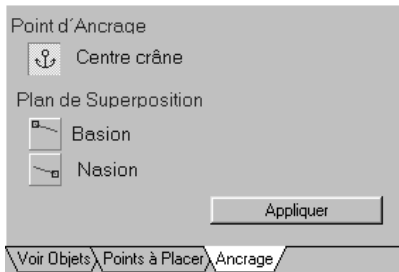 Point d´Ancrage
Centre crâne
Plan de Superposition
Basion
Nasion
Appliquer
Voir Objets Points à Placer Ancrage